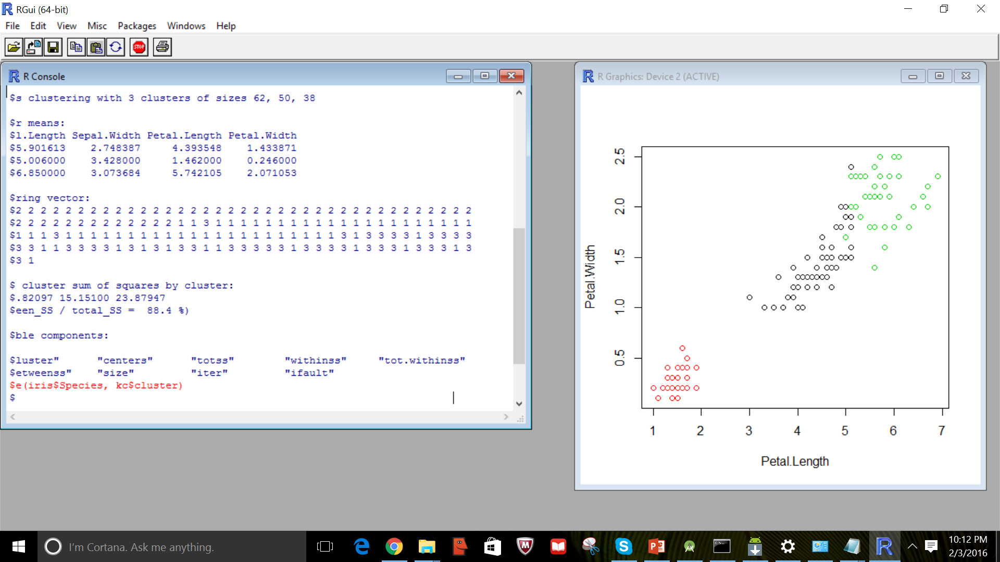 RGui (64-bit)
File Edit View Misc Packages Windows Help
STOP
R Console
$s clustering with 3 clusters of sizes 62, 50, 38
$r means:
$l.Length Sepal.Width Petal.Length Petal.Width
$5.901613 2.748387 4.393548 1.433871
$5.006000 3.428000 1.462000 0.246000
$6.850000 3.073684 5.742105 2.071053
$ring vector:
$2 2 2 2 2 2 2 2 2 2 2 2 2 2 2 2 2 2 2 2 2 2 2 2 2 2 2 2 2 2 2 2 2 2 2 2 2
$2 2 2 2 2 2 2 2 2 2 2 2 2 1 1 3 1 1 1 1 1 1 1 1 1 1 1 1 1 1 1 1 1 1 1 1 1
$1 1 1 3 1 1 1 1 1 1 1 1 1 1 1 1 1 1 1 1 1 1 1 1 1 1 3 1 3 3 3 3 1 3 3 3 3
$3 3 1 1 3 3 3 3 1 3 1 3 1 3 3 1 1 3 3 3 3 3 1 3 3 3 3 1 3 3 3 1 3 3 3 1 3
$3 1
$ cluster sum of squares by cluster:
$.82097 15.15100 23.87947
$een_SS / total_SS = 88.4 %)
$ble components:
$luster" "centers" "totss" "withinss" "tot.withinss"
$etweenss" "size" "iter" "ifault"
$e(iris$Species, kc$cluster)
$
R Graphics: Device 2 (ACTIVE)
2.5
2.0
1.5
1.0
0.5
Petal.Width
1 2 3 4 5 6 7
Petal.Length
I'm Cortana. Ask me anything.
10:12 PM
2/3/2016